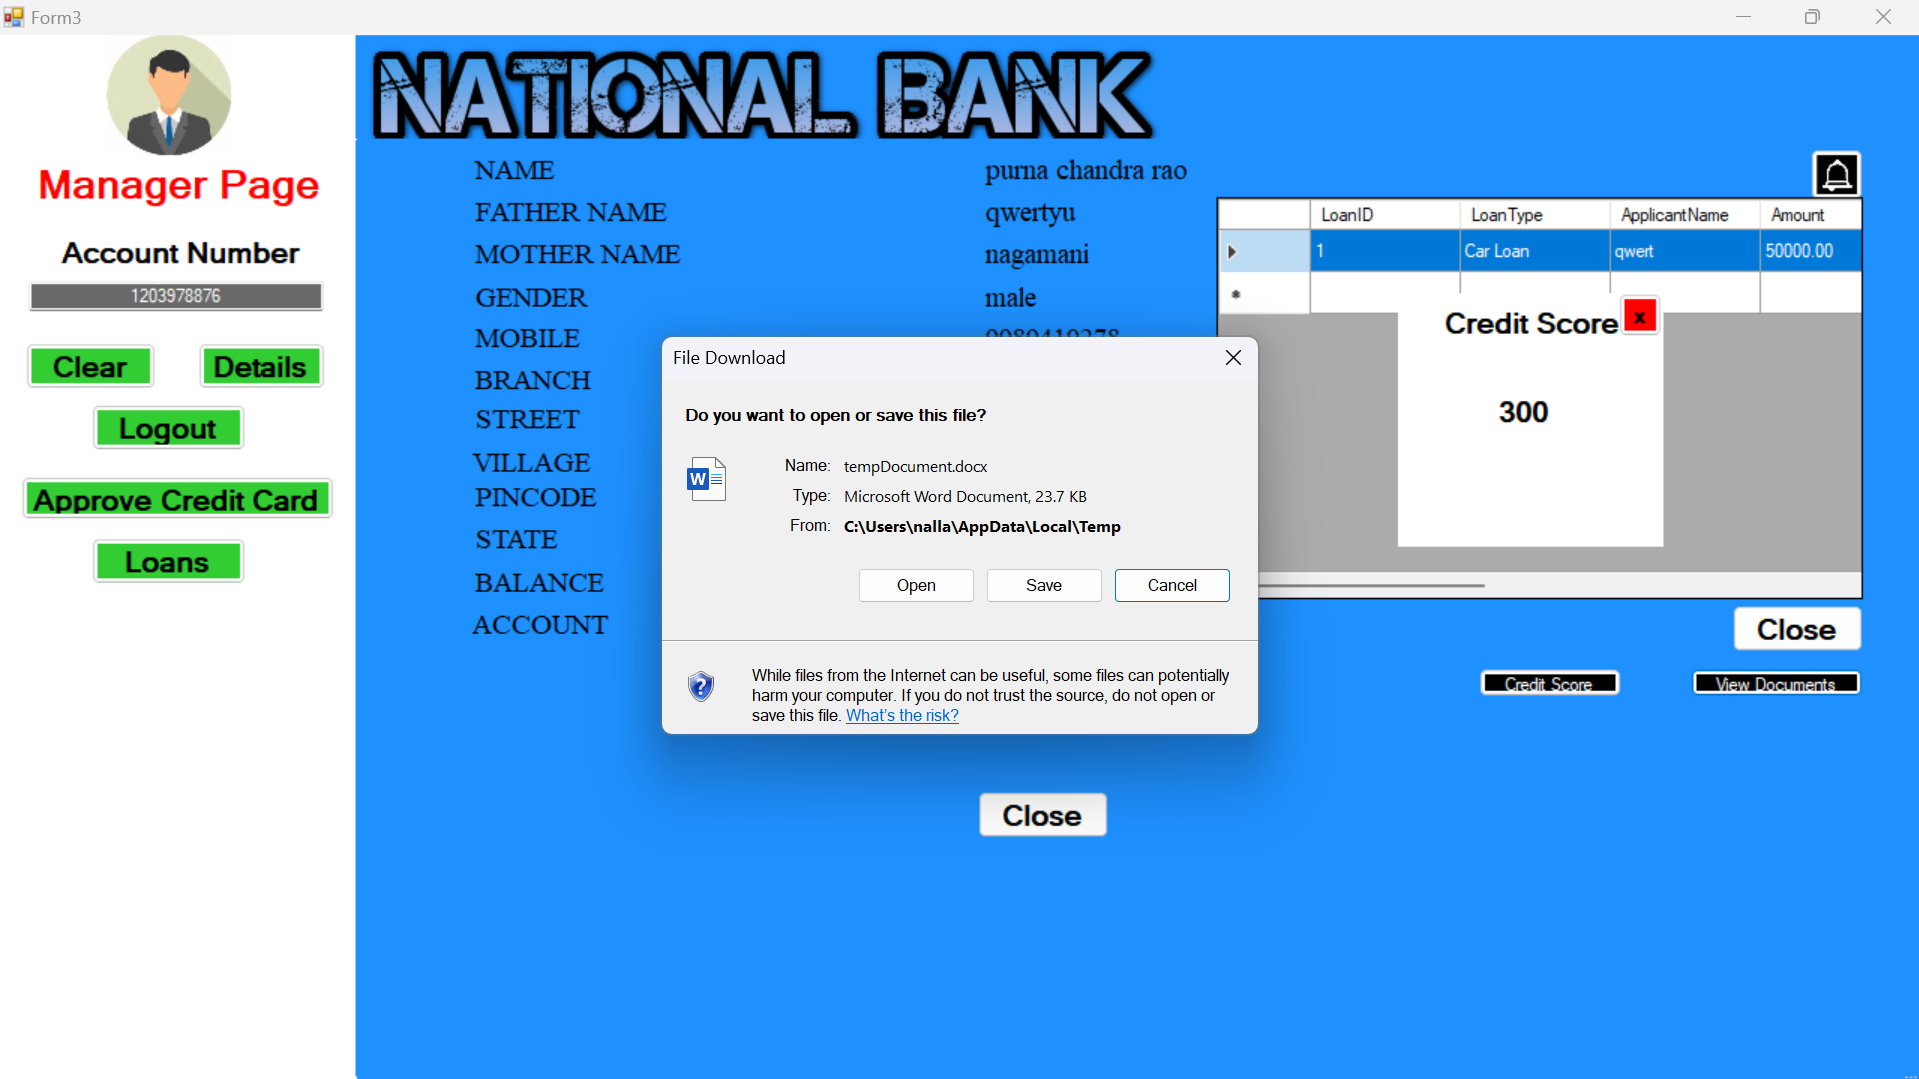 Form3
NATIONAL BANK
Manager Page
Account Number
1203978876
Clear
Details
Logout
Approve Credit Card
Loans
NAME purna chandra rao
FATHER NAME qwertyu
MOTHER NAME nagamani
GENDER male
MOBILE
BRANCH
STREET
VILLAGE
PINCODE
STATE
BALANCE
ACCOUNT
LoanID LoanType ApplicantName Amount
1 Car Loan qwert 50000.00
Credit Score x
300
File Download
Do you want to open or save this file?
W
Name: tempDocument.docx
Type: Microsoft Word Document, 23.7 KB
From: C:\Users\nalla\AppData\Local\Temp
Open Save Cancel
While files from the Internet can be useful, some files can potentially
harm your computer. If you do not trust the source, do not open or
save this file. What's the risk?
Close
Credit Score
View Documents
Close